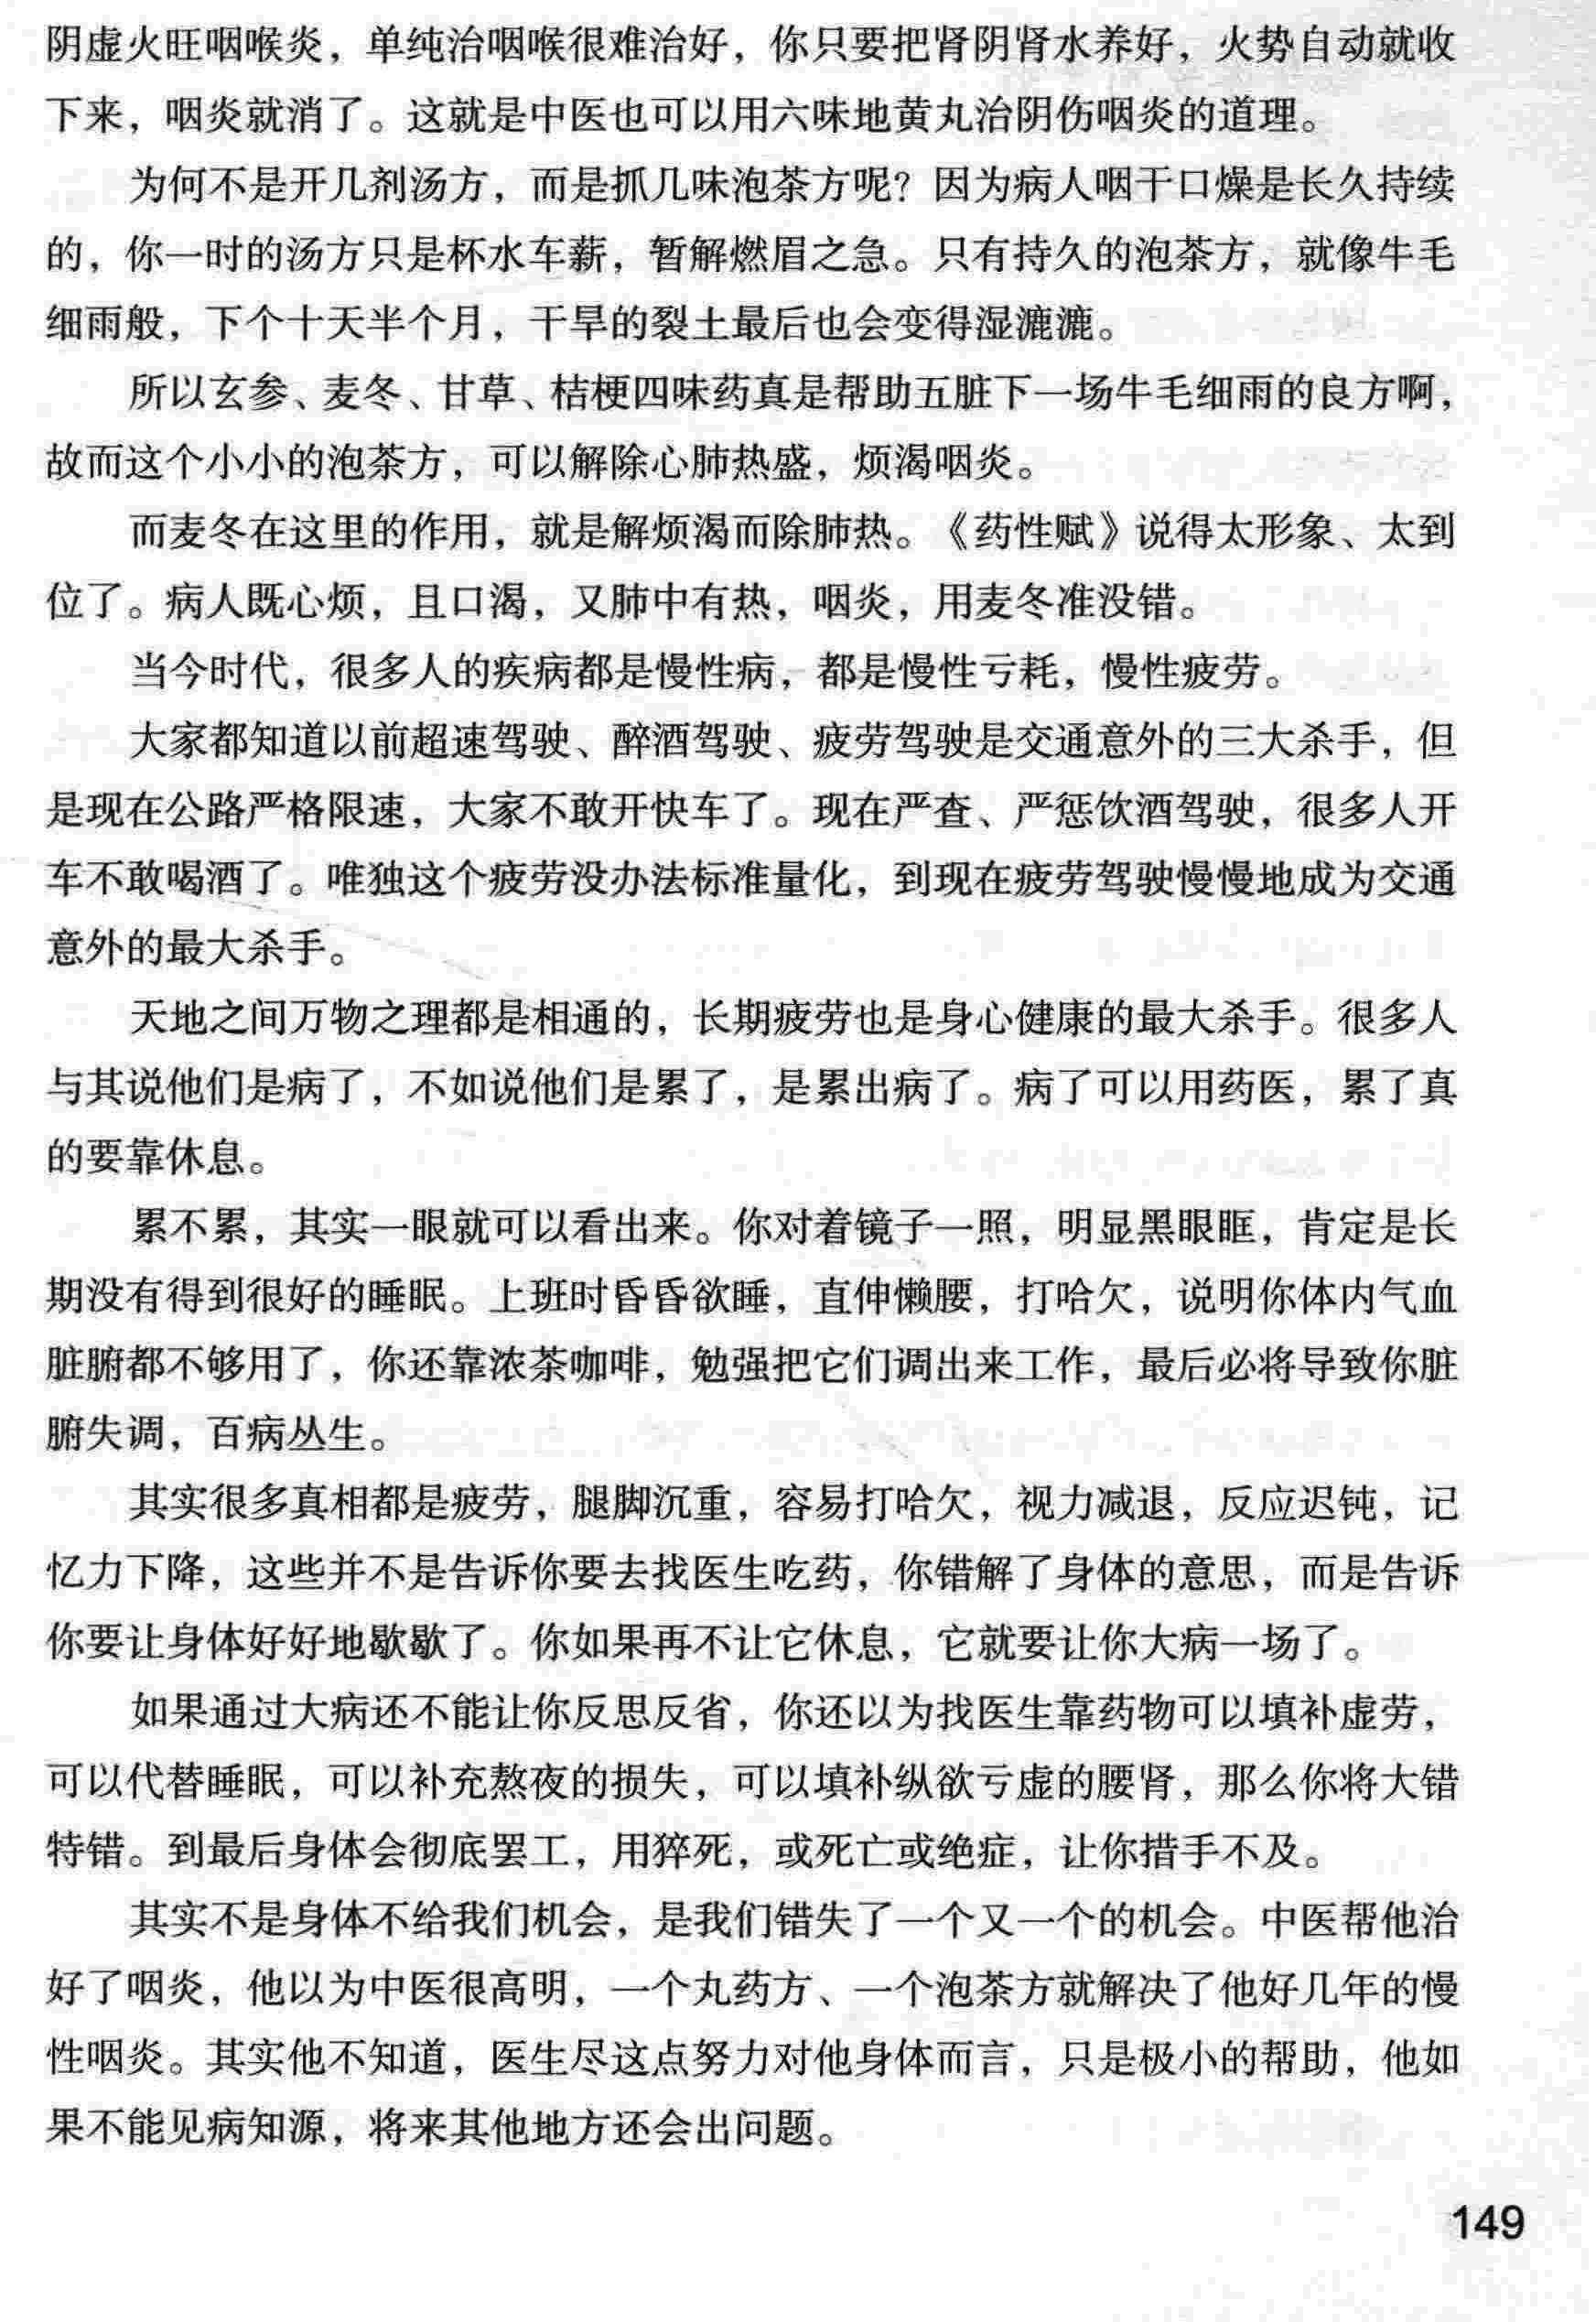 阴虚火旺咽喉炎，单纯治咽喉很难治好，你只要把肾阴肾水养好，火势自动就收
下来，咽炎就消了。这就是中医也可以用六味地黄丸治阴伤咽炎的道理。
为何不是开几剂汤方，而是抓几味泡茶方呢？因为病人咽干口燥是长久持续
的，你一时的汤方只是杯水车薪，暂解燃眉之急。只有持久的泡茶方，就像牛毛
细雨般，下个十天半个月，干旱的裂土最后也会变得湿漉漉。
所以玄参、麦冬、甘草、桔梗四味药真是帮助五脏下一场牛毛细雨的良方啊，
故而这个小小的泡茶方，可以解除心肺热盛，烦渴咽炎。
而麦冬在这里的作用，就是解烦渴而除肺热。《药性赋》说得太形象、太到
位了。病人既心烦，且口渴，又肺中有热，咽炎，用麦冬准没错。
当今时代，很多人的疾病都是慢性病，都是慢性亏耗，慢性疲劳。
大家都知道以前超速驾驶、醉酒驾驶、疲劳驾驶是交通意外的三大杀手，但
是现在公路严格限速，大家不敢开快车了。现在严查、严惩饮酒驾驶，很多人开
车不敢喝酒了。唯独这个疲劳没办法标准量化，到现在疲劳驾驶慢慢地成为交通
意外的最大杀手。
天地之间万物之理都是相通的，长期疲劳也是身心健康的最大杀手。很多人
与其说他们是病了，不如说他们是累了，是累出病了。病了可以用药医，累了真
的要靠休息。
累不累，其实一眼就可以看出来。你对着镜子一照，明显黑眼眶，肯定是长
期没有得到很好的睡眠。上班时昏昏欲睡，直伸懒腰，打哈欠，说明你体内气血
脏腑都不够用了，你还靠浓茶咖啡，勉强把它们调出来工作，最后必将导致你脏
腑失调，百病丛生。
其实很多真相都是疲劳，腿脚沉重，容易打哈欠，视力减退，反应迟钝，记
忆力下降，这些并不是告诉你要去找医生吃药，你错解了身体的意思，而是告诉
你要让身体好好地歇歇了。你如果再不让它休息，它就要让你大病一场了。
如果通过大病还不能让你反思反省，你还以为找医生靠药物可以填补虚劳，
可以代替睡眠，可以补充熬夜的损失，可以填补纵欲亏虚的腰肾，那么你将大错
特错。到最后身体会彻底罢工，用猝死，或死亡或绝症，让你措手不及。
其实不是身体不给我们机会，是我们错失了一个又一个的机会。中医帮他治
好了咽炎，他以为中医很高明，一个丸药方、一个泡茶方就解决了他好几年的慢
性咽炎。其实他不知道，医生尽这点努力对他身体而言，只是极小的帮助，他如
果不能见病知源，将来其他地方还会出问题。
149